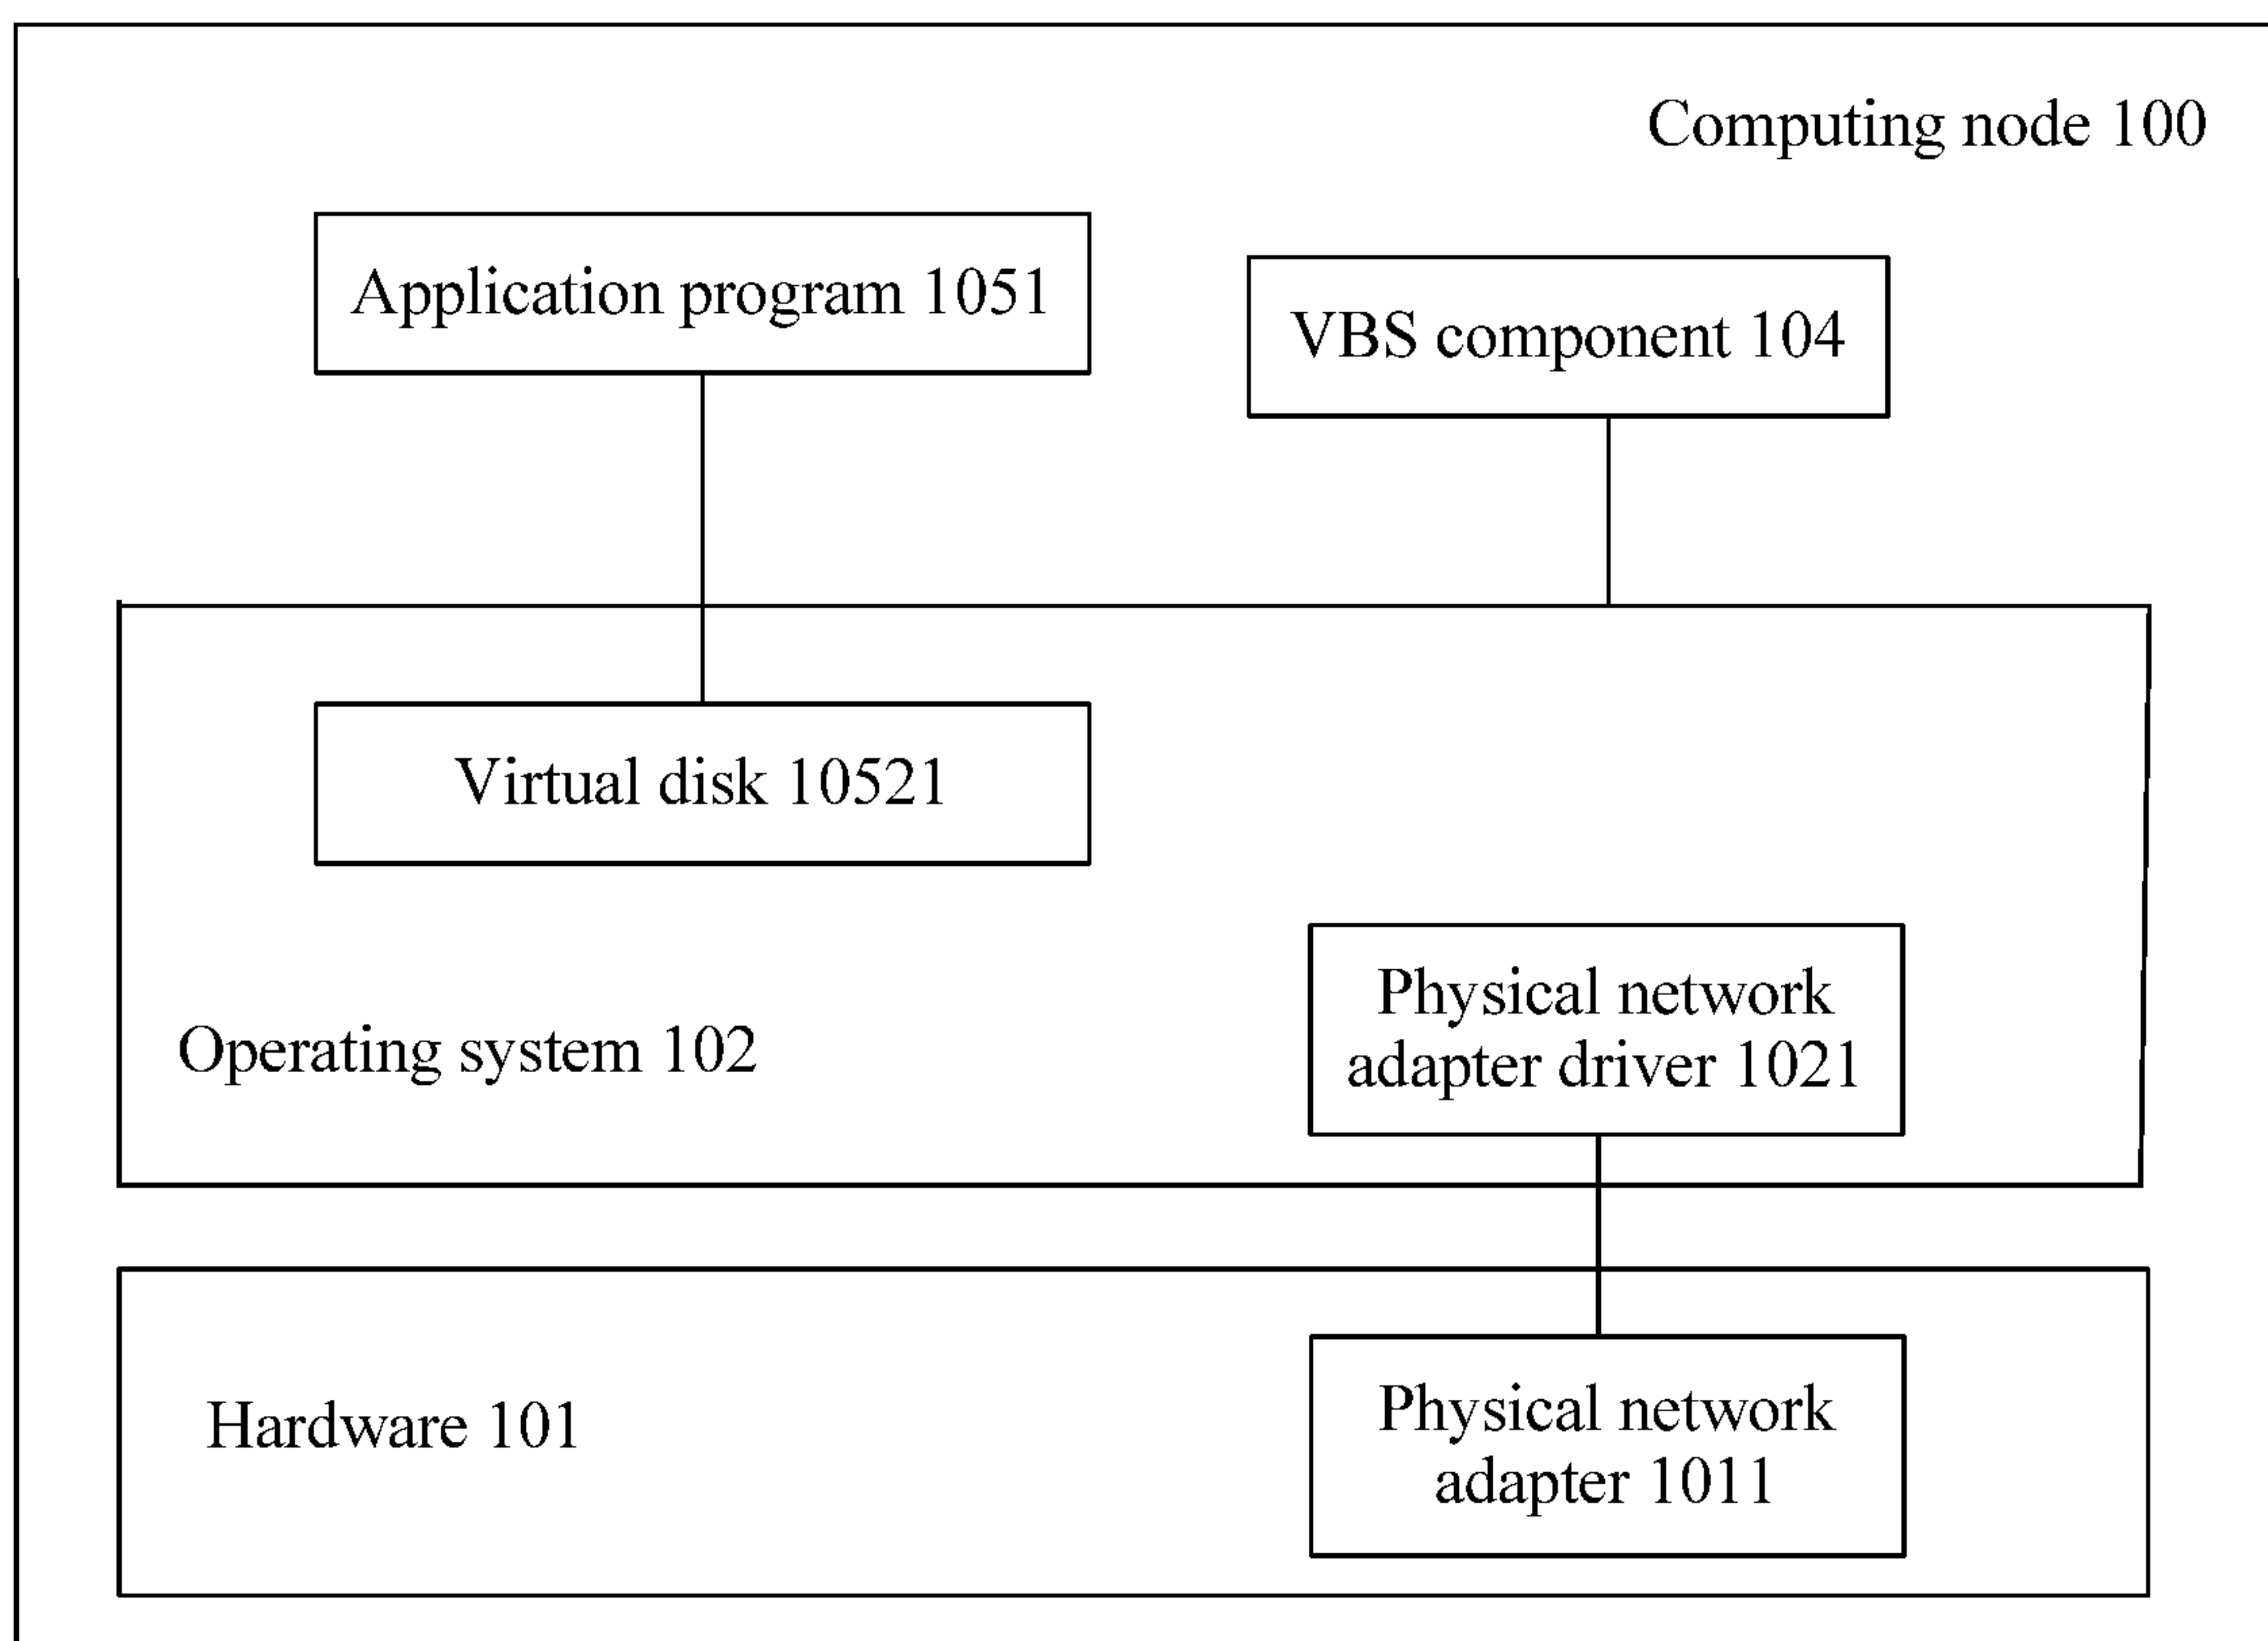 Computing node 100
Application program 1051
VBS component 104
Virtual disk 10521
Physical network
adapter driver 1021
Operating system 102
Hardware 101
Physical network
adapter 1011